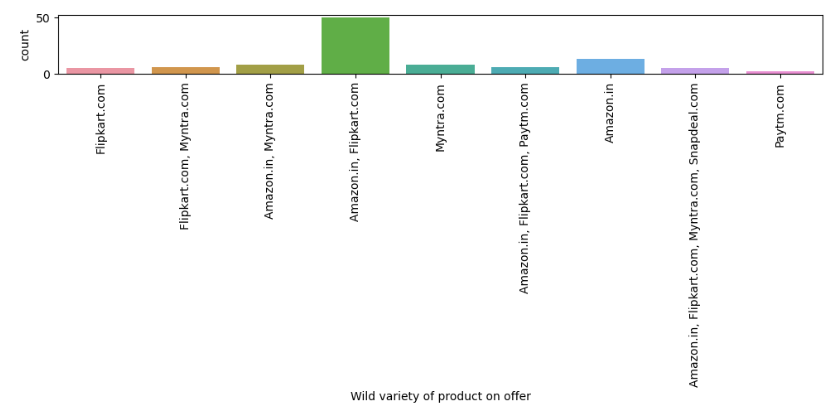 50
count
0
Flipkart.com
Flipkart.com, Myntra.com
Amazon.in, Myntra.com
Amazon.in, Flipkart.com
Myntra.com
Amazon.in, Flipkart.com, Paytm.com
Amazon.in
Amazon.in, Flipkart.com, Myntra.com, Snapdeal.com
Paytm.com
Wild variety of product on offer